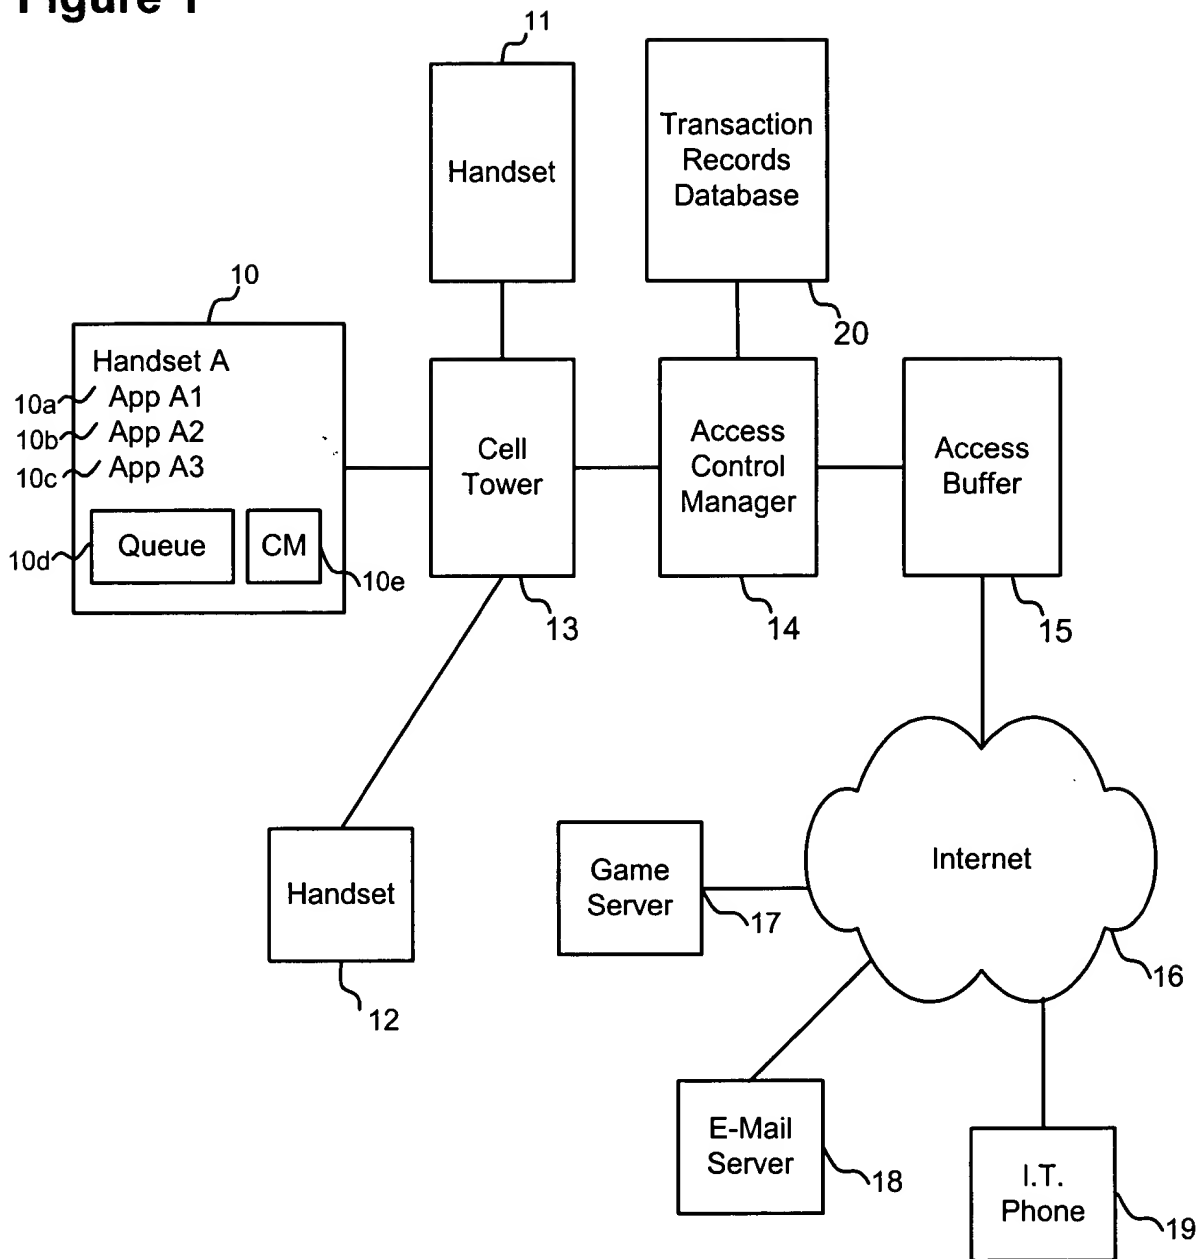 Figure 1
11
Handset
Transaction
Records
Database
20
10
Handset A
10a
App A1
10b
App A2
10c
App A3
10d
Queue
CM
10e
Cell
Tower
13
Access
Control
Manager
14
Access
Buffer
15
Handset
12
Game
Server
17
Internet
16
E-Mail
Server
18
I.T.
Phone
19